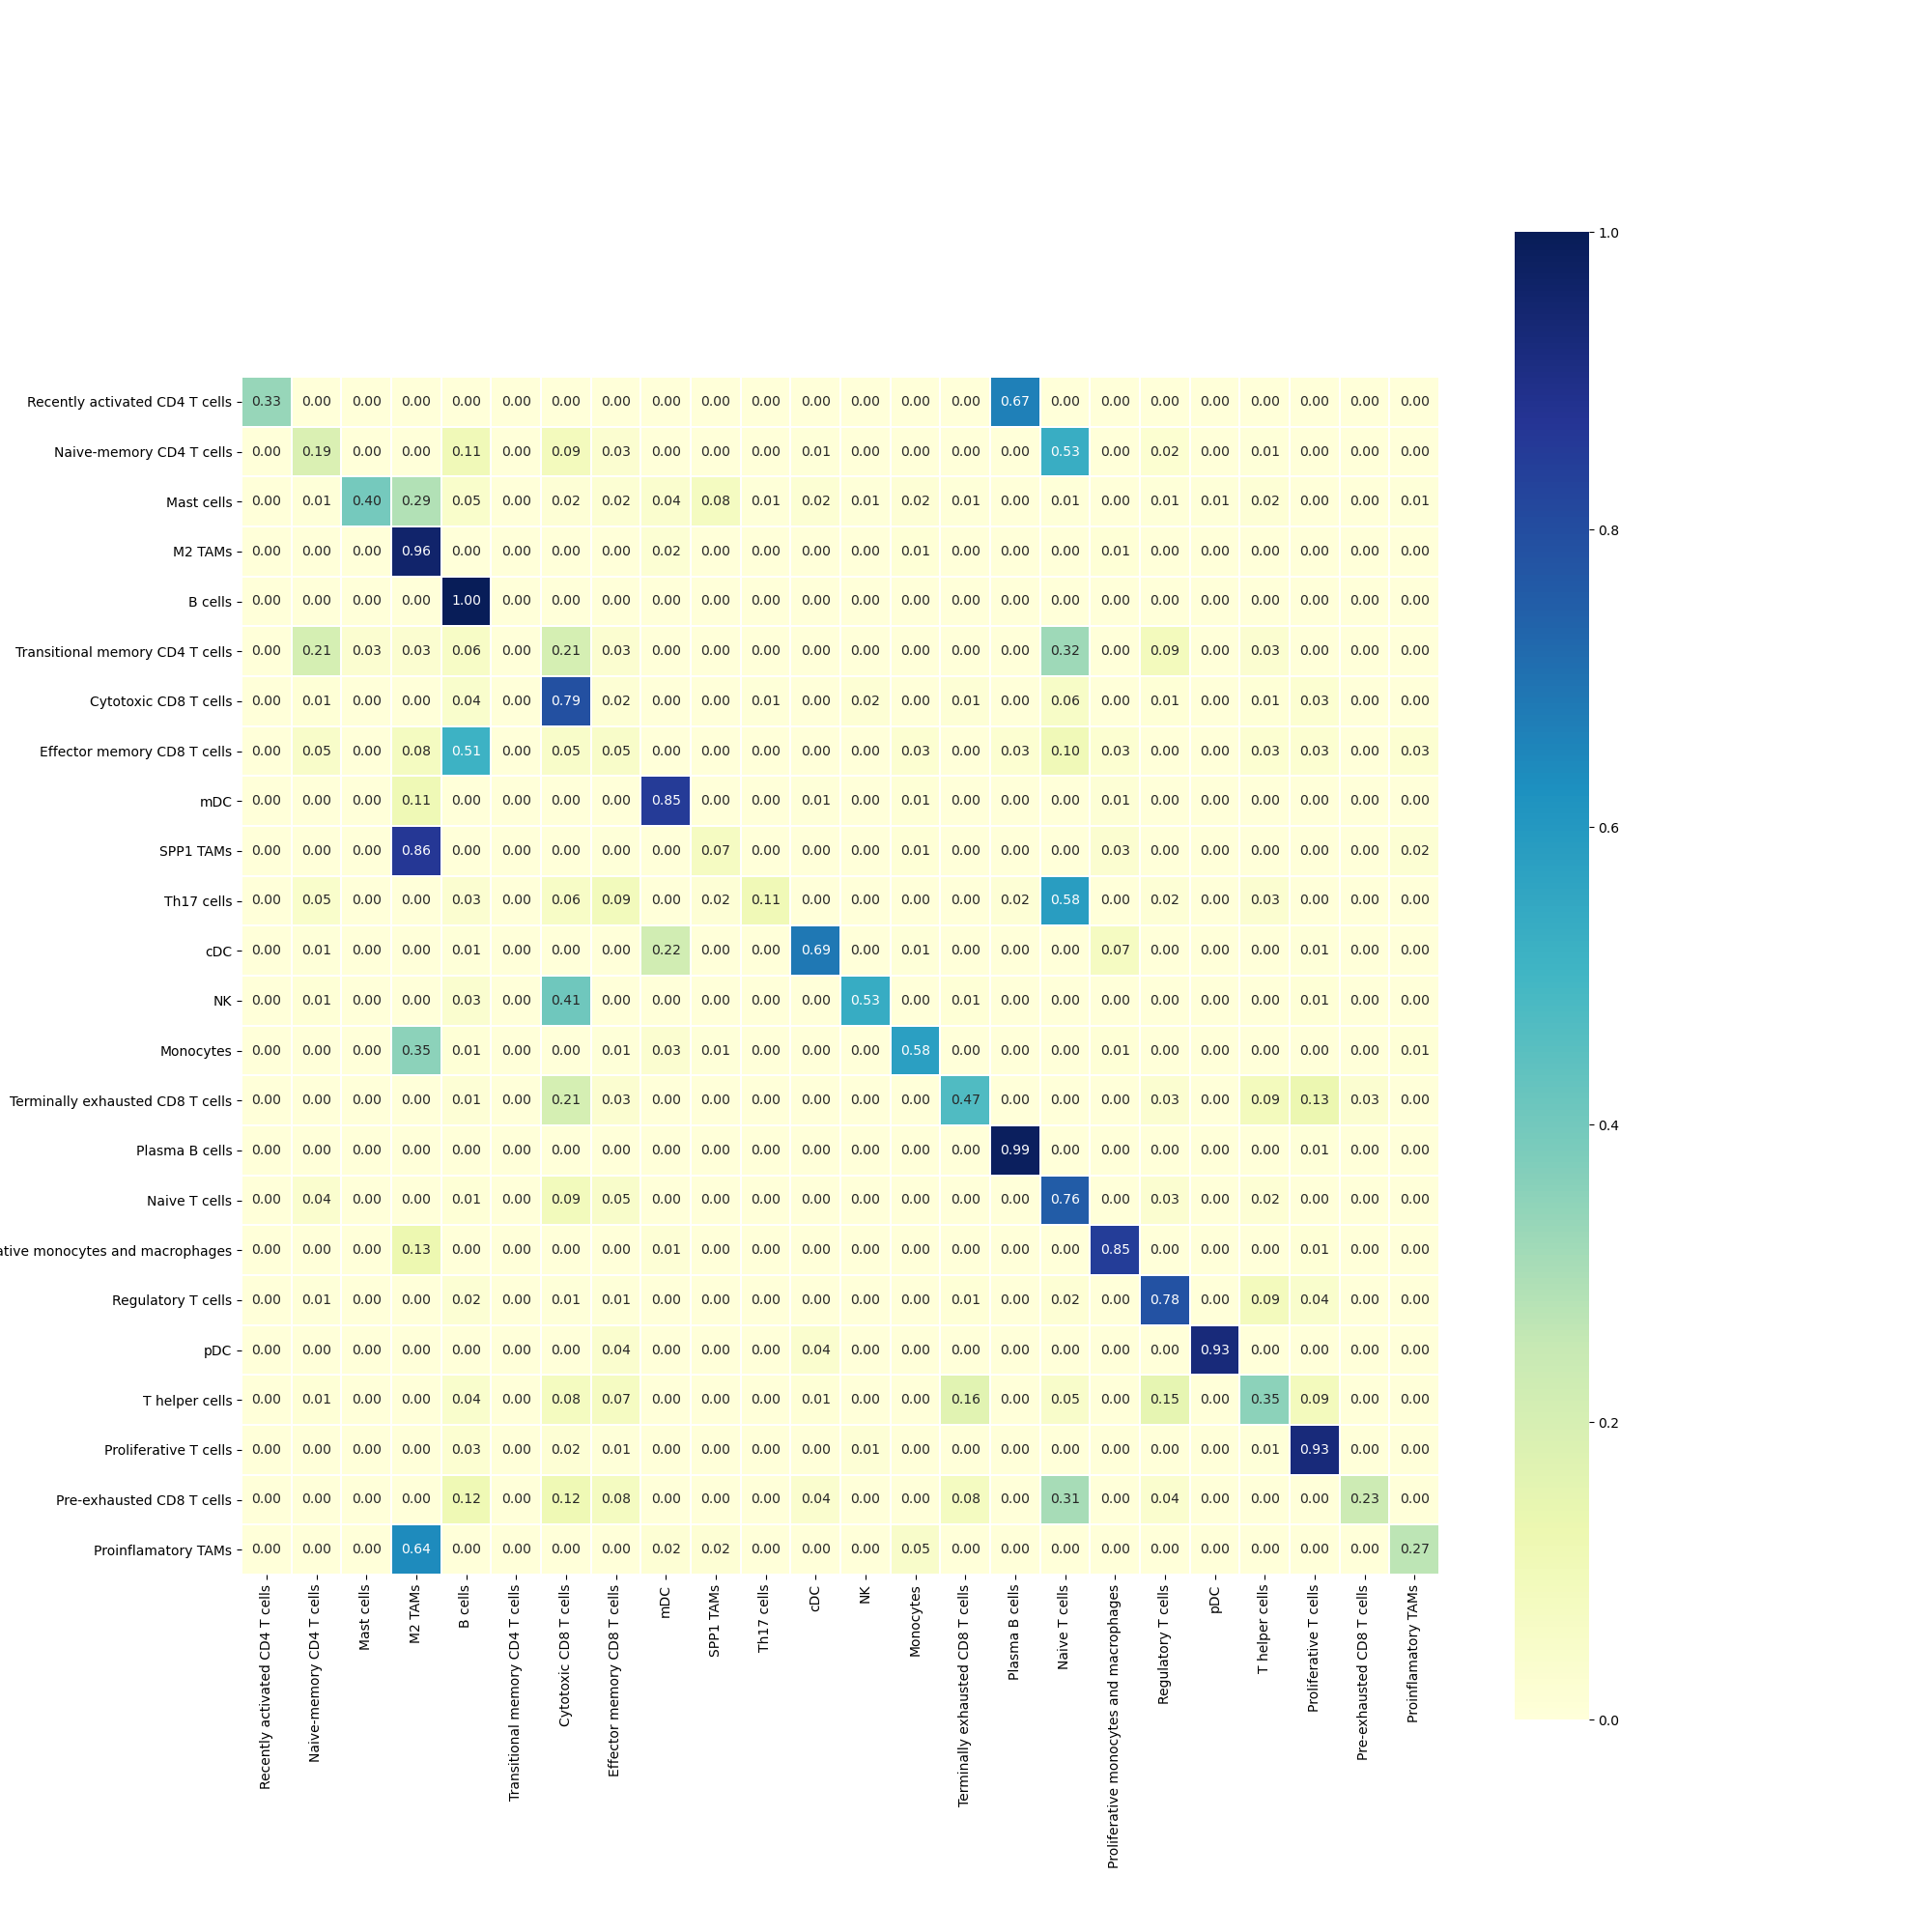 1.0
Recently activated CD4 T cells 0.33 0.00 0.00 0.00 0.00 0.00 0.00 0.00 0.00 0.00 0.00 0.00 0.00 0.00 0.00 0.67 0.00 0.00 0.00 0.00 0.00 0.00 0.00 0.00
Naive-memory CD4 T cells 0.00 0.19 0.00 0.00 0.11 0.00 0.09 0.03 0.00 0.00 0.00 0.01 0.00 0.00 0.00 0.00 0.53 0.00 0.02 0.00 0.01 0.00 0.00 0.00
Mast cells 0.00 0.01 0.40 0.29 0.05 0.00 0.02 0.02 0.04 0.08 0.01 0.02 0.01 0.02 0.01 0.00 0.01 0.00 0.01 0.01 0.02 0.00 0.00 0.01
0.8
M2 TAMs 0.00 0.00 0.00 0.96 0.00 0.00 0.00 0.00 0.02 0.00 0.00 0.00 0.00 0.01 0.00 0.00 0.00 0.01 0.00 0.00 0.00 0.00 0.00 0.00
B cells 0.00 0.00 0.00 0.00 1.00 0.00 0.00 0.00 0.00 0.00 0.00 0.00 0.00 0.00 0.00 0.00 0.00 0.00 0.00 0.00 0.00 0.00 0.00 0.00
Transitional memory CD4 T cells 0.00 0.21 0.03 0.03 0.06 0.00 0.21 0.03 0.00 0.00 0.00 0.00 0.00 0.00 0.00 0.00 0.32 0.00 0.09 0.00 0.03 0.00 0.00 0.00
Cytotoxic CD8 T cells 0.00 0.01 0.00 0.00 0.04 0.00 0.79 0.02 0.00 0.00 0.01 0.00 0.02 0.00 0.01 0.00 0.06 0.00 0.01 0.00 0.01 0.03 0.00 0.00
Effector memory CD8 T cells 0.00 0.05 0.00 0.08 0.51 0.00 0.05 0.05 0.00 0.00 0.00 0.00 0.00 0.03 0.00 0.03 0.10 0.03 0.00 0.00 0.03 0.03 0.00 0.03
mDC 0.00 0.00 0.00 0.11 0.00 0.00 0.00 0.00 0.85 0.00 0.00 0.01 0.00 0.01 0.00 0.00 0.00 0.01 0.00 0.00 0.00 0.00 0.00 0.00
0.6
SPP1 TAMs 0.00 0.00 0.00 0.86 0.00 0.00 0.00 0.00 0.00 0.07 0.00 0.00 0.00 0.01 0.00 0.00 0.00 0.03 0.00 0.00 0.00 0.00 0.00 0.02
Th17 cells 0.00 0.05 0.00 0.00 0.03 0.00 0.06 0.09 0.00 0.02 0.11 0.00 0.00 0.00 0.00 0.02 0.58 0.00 0.02 0.00 0.03 0.00 0.00 0.00
cDC 0.00 0.01 0.00 0.00 0.01 0.00 0.00 0.00 0.22 0.00 0.00 0.69 0.00 0.01 0.00 0.00 0.00 0.07 0.00 0.00 0.00 0.01 0.00 0.00
NK 0.00 0.01 0.00 0.00 0.03 0.00 0.41 0.00 0.00 0.00 0.00 0.00 0.53 0.00 0.01 0.00 0.00 0.00 0.00 0.00 0.00 0.01 0.00 0.00
Monocytes 0.00 0.00 0.00 0.35 0.01 0.00 0.00 0.01 0.03 0.01 0.00 0.00 0.00 0.58 0.00 0.00 0.00 0.01 0.00 0.00 0.00 0.00 0.00 0.01
Terminally exhausted CD8 T cells 0.00 0.00 0.00 0.00 0.01 0.00 0.21 0.03 0.00 0.00 0.00 0.00 0.00 0.00 0.47 0.00 0.00 0.00 0.03 0.00 0.09 0.13 0.03 0.00
0.4
Plasma B cells 0.00 0.00 0.00 0.00 0.00 0.00 0.00 0.00 0.00 0.00 0.00 0.00 0.00 0.00 0.00 0.99 0.00 0.00 0.00 0.00 0.00 0.01 0.00 0.00
Naive T cells 0.00 0.04 0.00 0.00 0.01 0.00 0.09 0.05 0.00 0.00 0.00 0.00 0.00 0.00 0.00 0.00 0.76 0.00 0.03 0.00 0.02 0.00 0.00 0.00
ative monocytes and macrophages 0.00 0.00 0.00 0.13 0.00 0.00 0.00 0.00 0.01 0.00 0.00 0.00 0.00 0.00 0.00 0.00 0.00 0.85 0.00 0.00 0.00 0.01 0.00 0.00
Regulatory T cells 0.00 0.01 0.00 0.00 0.02 0.00 0.01 0.01 0.00 0.00 0.00 0.00 0.00 0.00 0.01 0.00 0.02 0.00 0.78 0.00 0.09 0.04 0.00 0.00
pDC 0.00 0.00 0.00 0.00 0.00 0.00 0.00 0.04 0.00 0.00 0.00 0.04 0.00 0.00 0.00 0.00 0.00 0.00 0.00 0.93 0.00 0.00 0.00 0.00
T helper cells 0.00 0.01 0.00 0.00 0.04 0.00 0.08 0.07 0.00 0.00 0.00 0.01 0.00 0.00 0.16 0.00 0.05 0.00 0.15 0.00 0.35 0.09 0.00 0.00
0.2
Proliferative T cells 0.00 0.00 0.00 0.00 0.03 0.00 0.02 0.01 0.00 0.00 0.00 0.00 0.01 0.00 0.00 0.00 0.00 0.00 0.00 0.00 0.01 0.93 0.00 0.00
Pre-exhausted CD8 T cells 0.00 0.00 0.00 0.00 0.12 0.00 0.12 0.08 0.00 0.00 0.00 0.04 0.00 0.00 0.08 0.00 0.31 0.00 0.04 0.00 0.00 0.00 0.23 0.00
Proinflamatory TAMs 0.00 0.00 0.00 0.64 0.00 0.00 0.00 0.00 0.02 0.02 0.00 0.00 0.00 0.05 0.00 0.00 0.00 0.00 0.00 0.00 0.00 0.00 0.00 0.27
0.0
Recently activated CD4 T cells
Naive-memory CD4 T cells
Mast cells
M2 TAMs
B cells
Transitional memory CD4 T cells
Cytotoxic CD8 T cells
Effector memory CD8 T cells
mDC
SPP1 TAMs
Th17 cells
cDC
NK
Monocytes
Terminally exhausted CD8 T cells
Plasma B cells
Naive T cells
Proliferative monocytes and macrophages
Regulatory T cells
pDC
T helper cells
Proliferative T cells
Pre-exhausted CD8 T cells
Proinflamatory TAMs